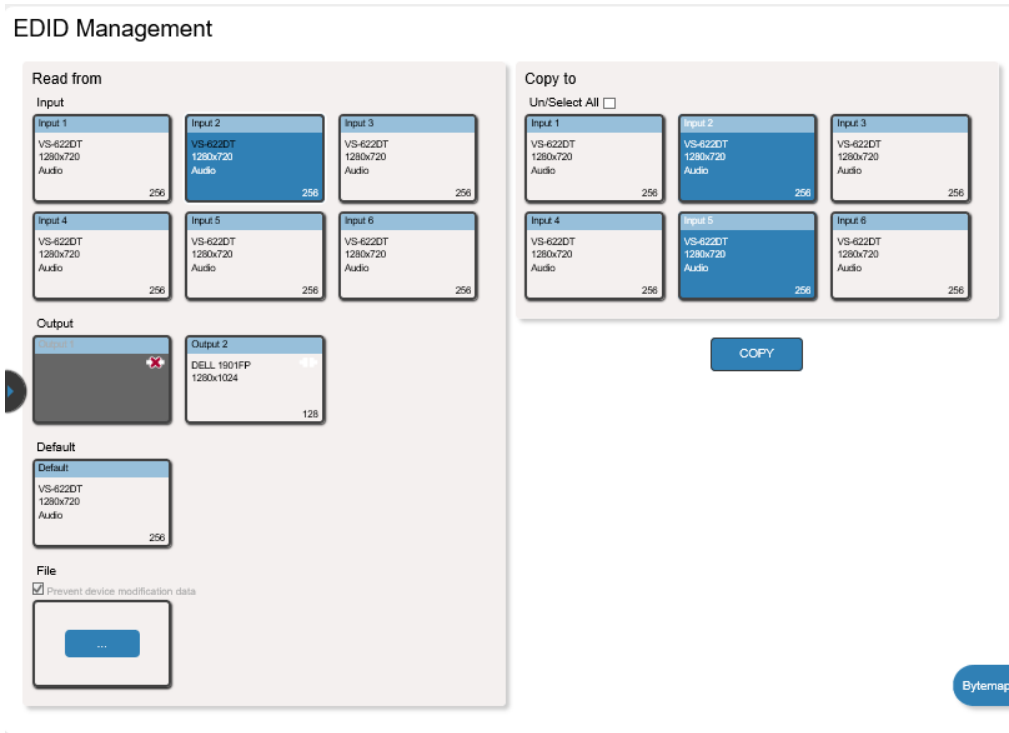 EDID Management
Read from
Input
Input 1
VS-622DT
1280x720
Audio
256
Input 2
VS-622DT
1280x720
Audio
256
Input 3
VS-622DT
1280x720
Audio
256
Input 4
VS-622DT
1280x720
Audio
256
Input 5
VS-622DT
1280x720
Audio
256
Input 6
VS-622DT
1280x720
Audio
256
Output
Output 1
Output 2
DELL 1901FP
1280x1024
128
Default
Default
VS-622DT
1280x720
Audio
256
File
Prevent device modification data
...
Copy to
Un/Select All
Input 1
VS-622DT
1280x720
Audio
256
Input 2
VS-622DT
1280x720
Audio
256
Input 3
VS-622DT
1280x720
Audio
256
Input 4
VS-622DT
1280x720
Audio
256
Input 5
VS-622DT
1280x720
Audio
256
Input 6
VS-622DT
1280x720
Audio
256
COPY
Bytemap